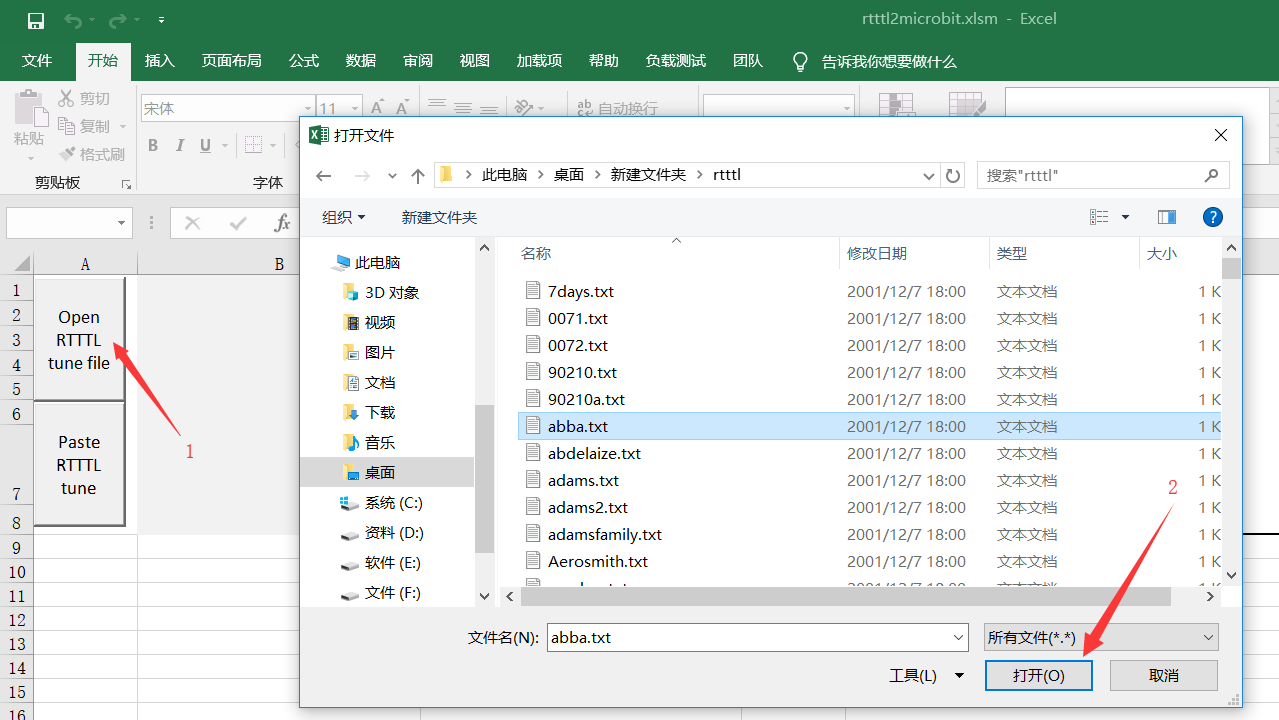 rtttl2microbit.xlsm - Excel
文件 开始 插入 页面布局 公式 数据 审阅 视图 加载项 帮助 负载测试 团队 告诉我你想要做什么
粘贴
剪切
复制
格式刷
剪贴板
宋体 11
B I U
字体
ab 自动换行
fx
A B
1
2
3
4
5
6
7
8
9
10
11
12
13
14
15
16
Open
RTTTL
tune file
Paste
RTTTL
tune
1
打开文件
此电脑 > 桌面 > 新建文件夹 > rtttl
搜索"rtttl"
组织 新建文件夹
此电脑
3D 对象
视频
图片
文档
下载
音乐
桌面
系统 (C:)
资料 (D:)
软件 (E:)
文件 (F:)
名称 修改日期 类型 大小
7days.txt 2001/12/7 18:00 文本文档 1 K
0071.txt 2001/12/7 18:00 文本文档 1 K
0072.txt 2001/12/7 18:00 文本文档 1 K
90210.txt 2001/12/7 18:00 文本文档 1 K
90210a.txt 2001/12/7 18:00 文本文档 1 K
abba.txt 2001/12/7 18:00 文本文档 1 K
abdelaize.txt 2001/12/7 18:00 文本文档 1 K
adams.txt 2001/12/7 18:00 文本文档 1 K
adams2.txt 2001/12/7 18:00 文本文档 1 K
adamsfamily.txt 2001/12/7 18:00 文本文档 1 K
Aerosmith.txt 2001/12/7 18:00 文本文档 1 K
2
文件名(N): abba.txt 所有文件(*.*)
工具(L) 打开(O) 取消